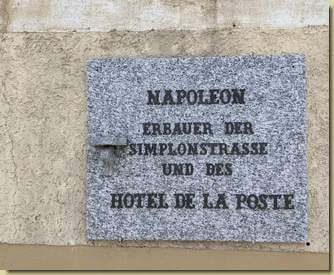 NAPOLEON
ERBAUER DER
SIMPLONSTRASSE
UND DES
HOTEL DE LA POSTE